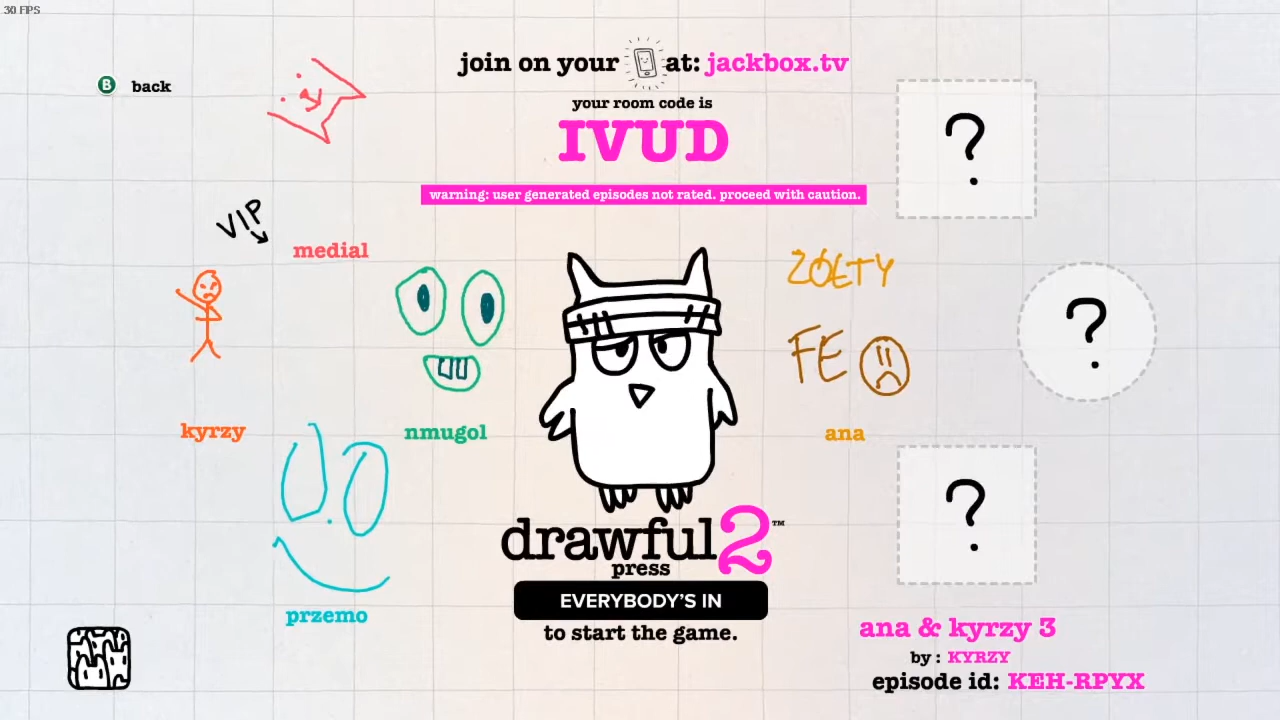 30 FPS
join on your at: jackbox.tv
B back
your room code is
IVUD
warning: user generated episodes not rated. proceed with caution.
?
VIP
medial
ŻÓŁTY
FE
?
kyrzy
nmugol
ana
?
drawful 2™
press
EVERYBODY'S IN
to start the game.
przemo
ana & kyrzy 3
by : KYRZY
episode id: KEH-RPYX